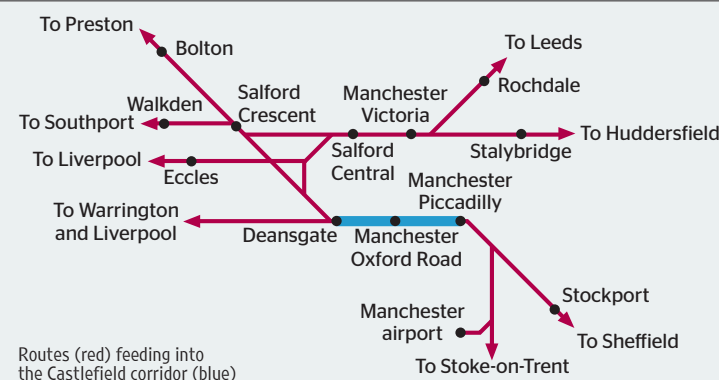 To Preston
Bolton
To Leeds
Rochdale
Walkden
Salford
Crescent
Manchester
Victoria
To Southport
To Huddersfield
To Liverpool
Eccles
Salford
Central
Stalybridge
Manchester
Piccadilly
To Warrington
and Liverpool
Deansgate
Manchester
Oxford Road
Stockport
Manchester
airport
To Sheffield
To Stoke-on-Trent
Routes (red) feeding into
the Castlefield corridor (blue)